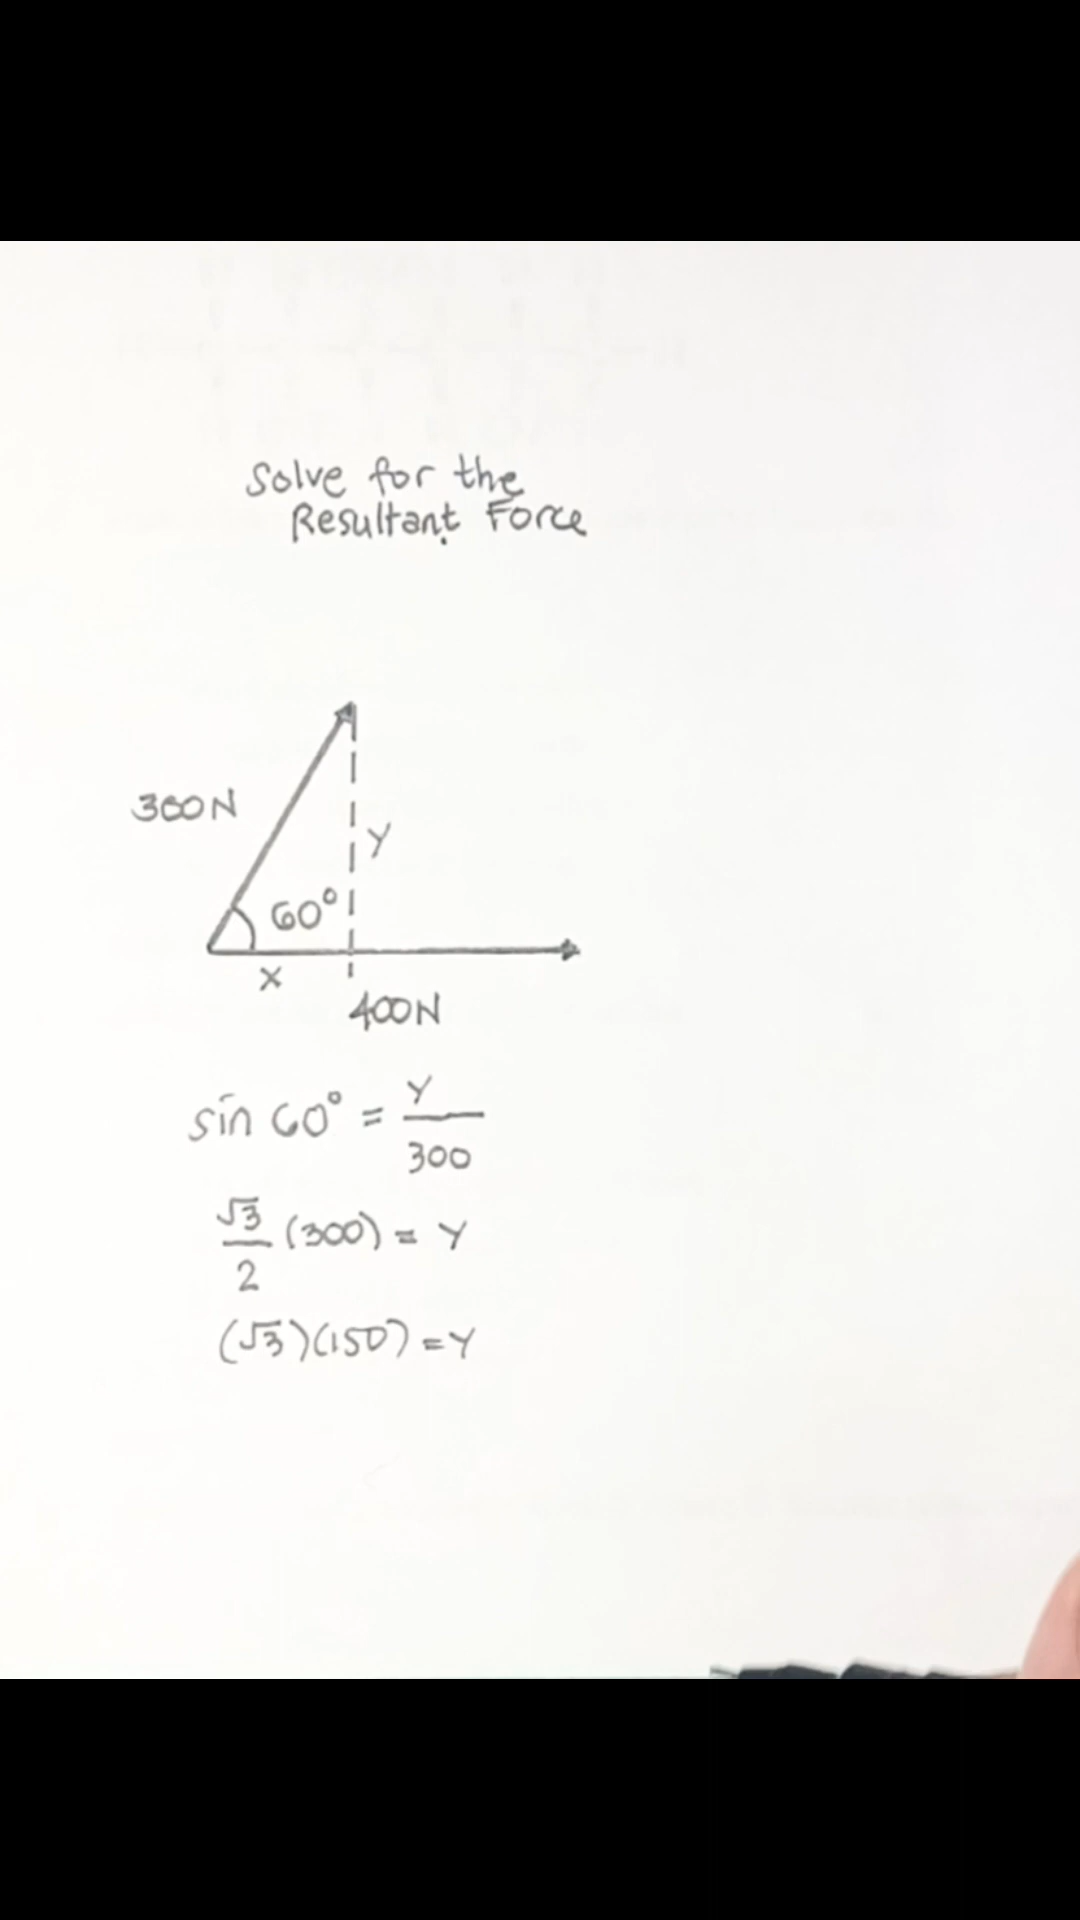 Solve for the
Resultant Force
300N
Y
60°
X
400N
sin 60° = Y/300
√3/2 (300) = Y
(√3)(150) = Y